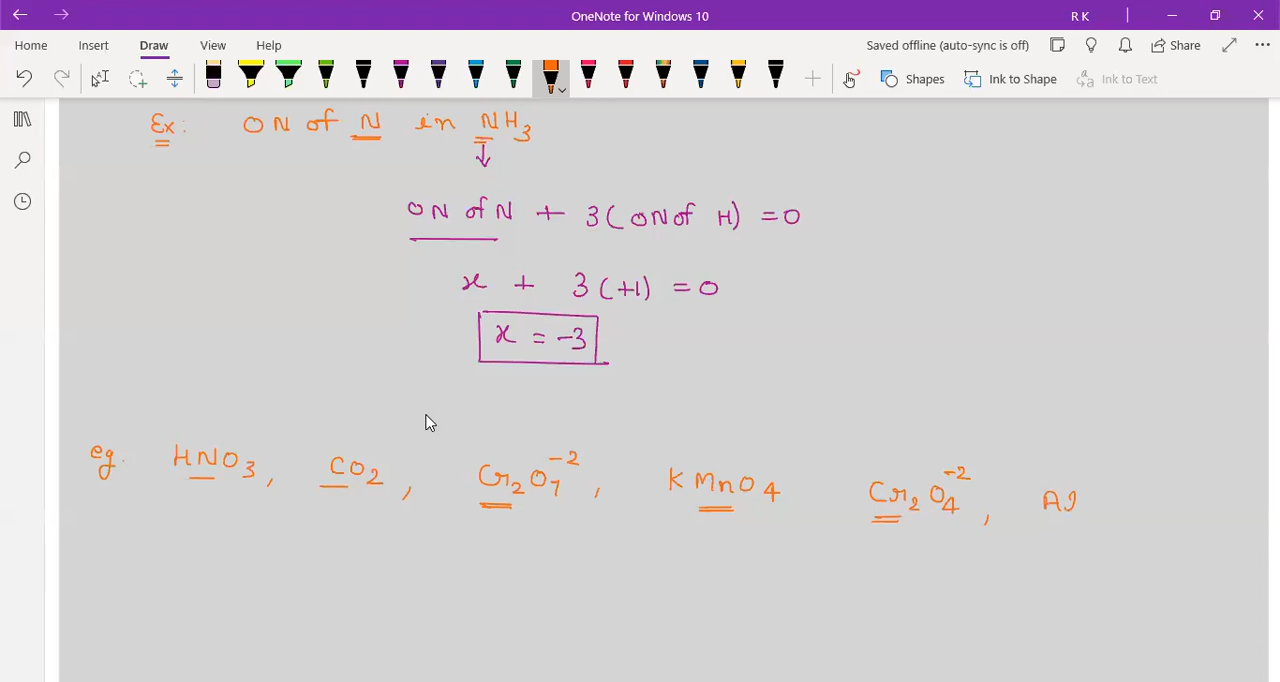 OneNote for Windows 10
R K
Home Insert Draw View Help
Saved offline (auto-sync is off) Share
Shapes Ink to Shape Ink to Text
Ex: ON of N in NH3
ON of N + 3(ON of H) = 0
x + 3(+1) = 0
x = -3
eg. HNO3, CO2, Cr2O7^-2, KMnO4 Cr2O4^-2,